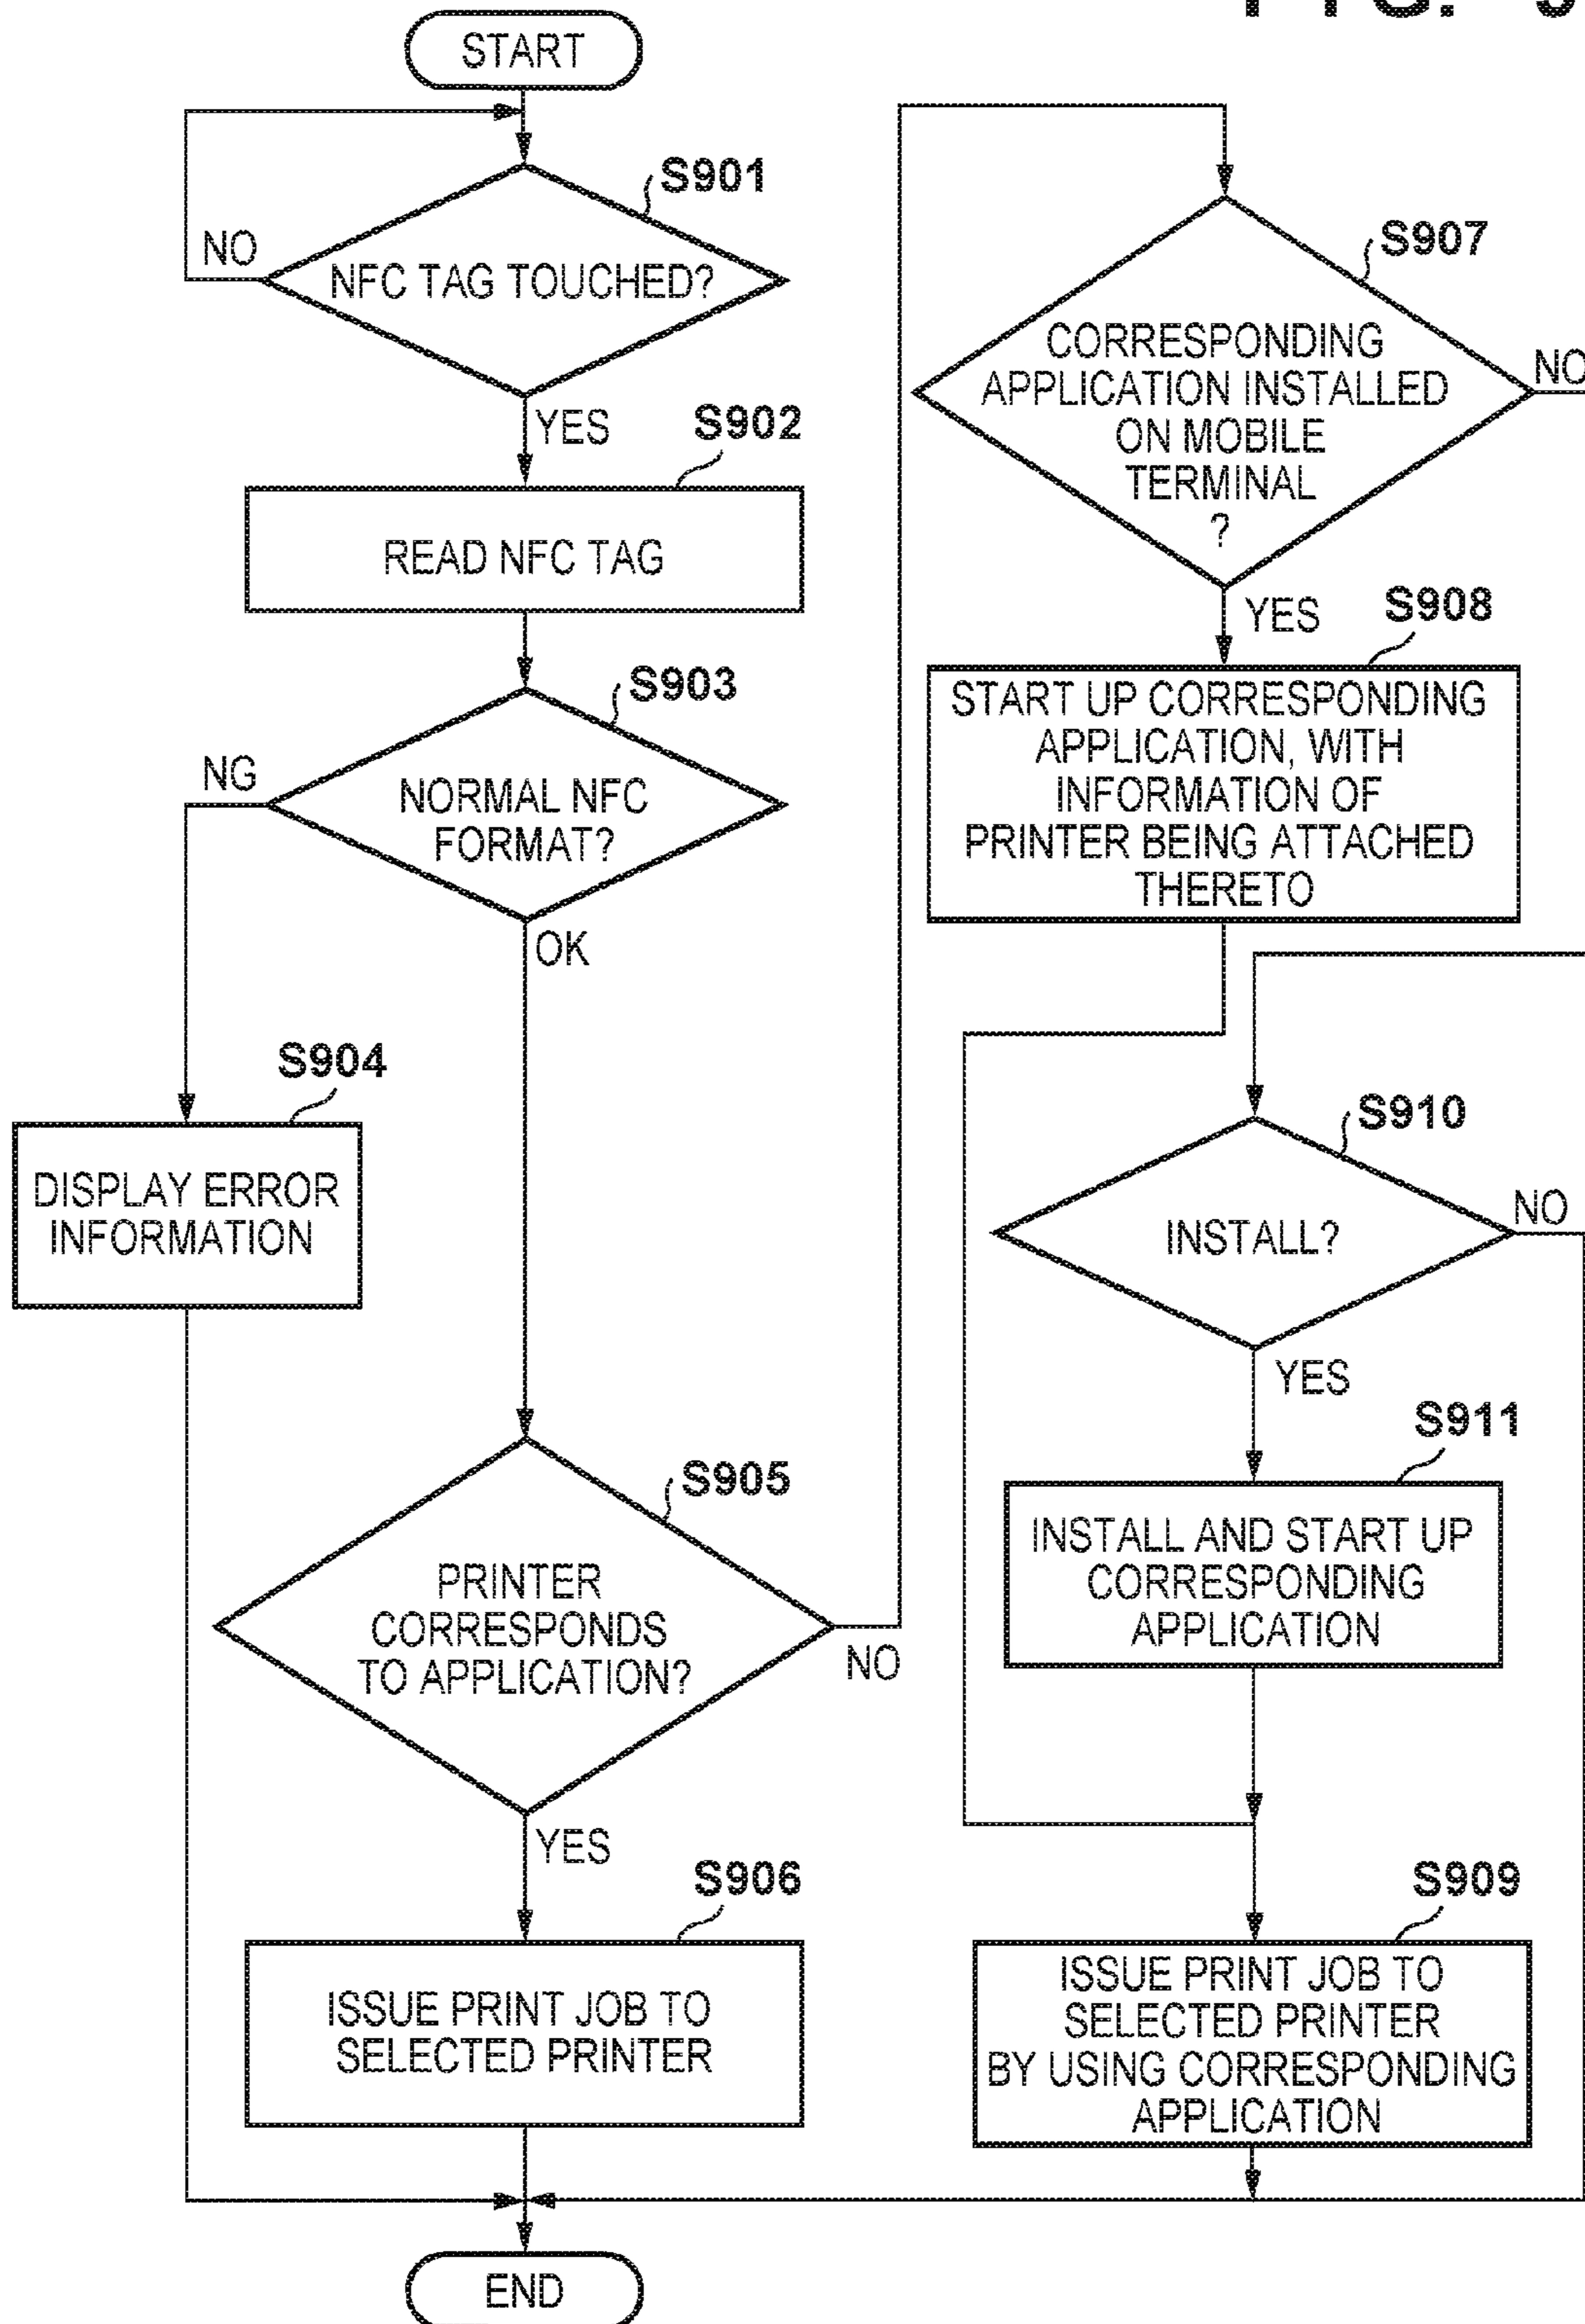 START
S901
NO
NFC TAG TOUCHED?
YES
S902
READ NFC TAG
S903
NG
NORMAL NFC
FORMAT?
OK
S904
DISPLAY ERROR
INFORMATION
S905
PRINTER
CORRESPONDS
TO APPLICATION?
NO
YES
S906
ISSUE PRINT JOB TO
SELECTED PRINTER
END
S907
CORRESPONDING
APPLICATION INSTALLED
ON MOBILE
TERMINAL
?
NO
YES
S908
START UP CORRESPONDING
APPLICATION, WITH
INFORMATION OF
PRINTER BEING ATTACHED
THERETO
S910
INSTALL?
NO
YES
S911
INSTALL AND START UP
CORRESPONDING
APPLICATION
S909
ISSUE PRINT JOB TO
SELECTED PRINTER
BY USING CORRESPONDING
APPLICATION